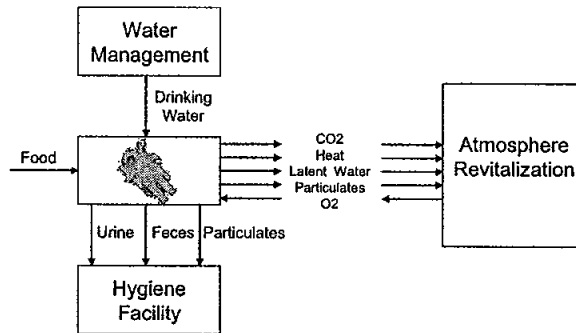 Water
Management
Drinking
Water
Food
CO2
Heat
Latent Water
Particulates
O2
Atmosphere
Revitalization
Urine
Feces
Particulates
Hygiene
Facility